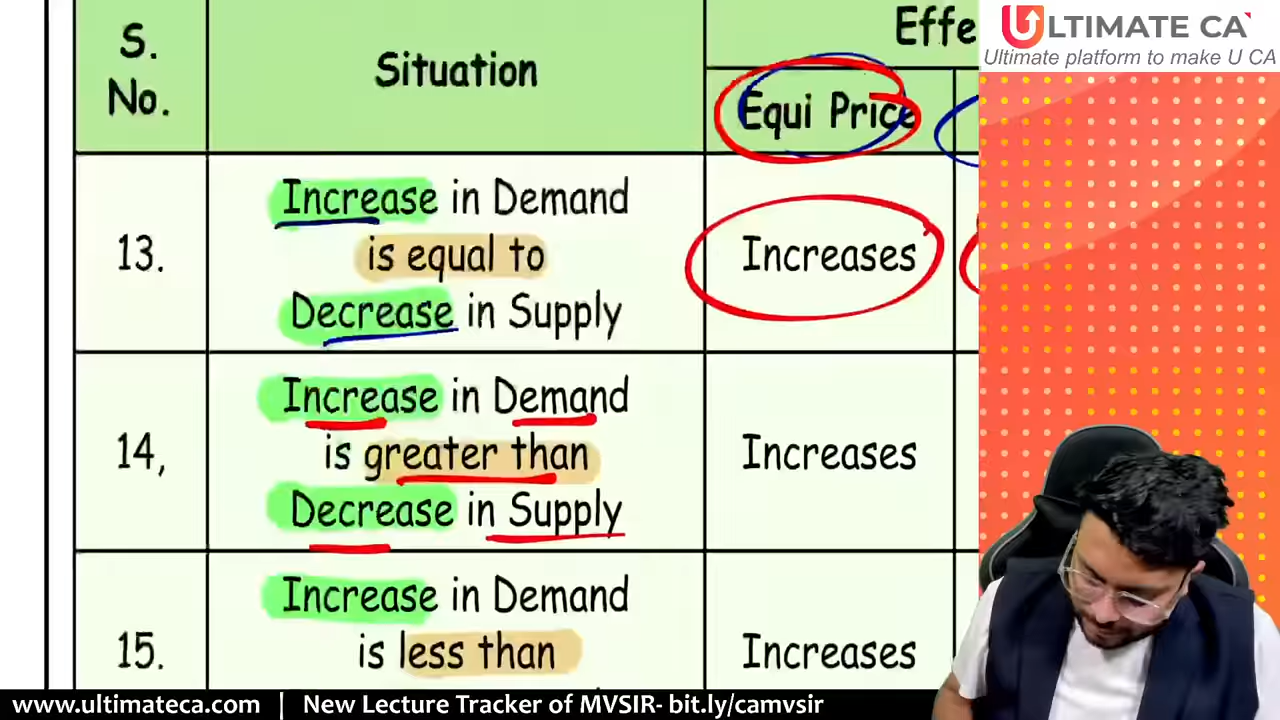 S.
No.
Situation
Effe
Equi Price
13.
Increase in Demand
is equal to
Decrease in Supply
Increases
14,
Increase in Demand
is greater than
Decrease in Supply
Increases
15.
Increase in Demand
is less than
Increases
ULTIMATE CA
Ultimate platform to make U CA
www.ultimateca.com | New Lecture Tracker of MVSIR- bit.ly/camvsir